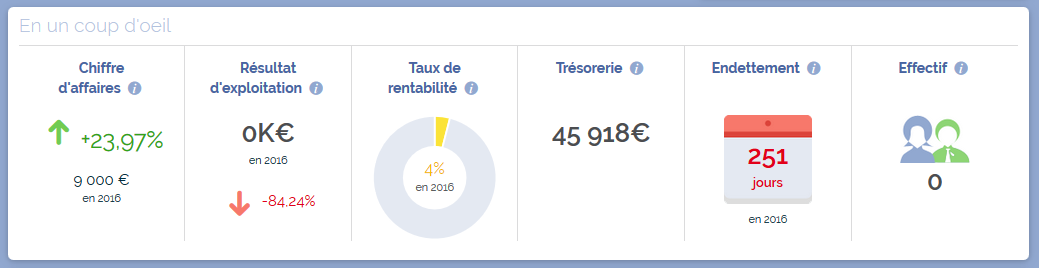 En un coup d'oeil
Chiffre
d'affaires i
+23,97%
9 000 €
en 2016
Résultat
d'exploitation i
0K€
en 2016
-84,24%
Taux de
rentabilité i
4%
en 2016
Trésorerie i
45 918€
Endettement i
251
jours
en 2016
Effectif i
0